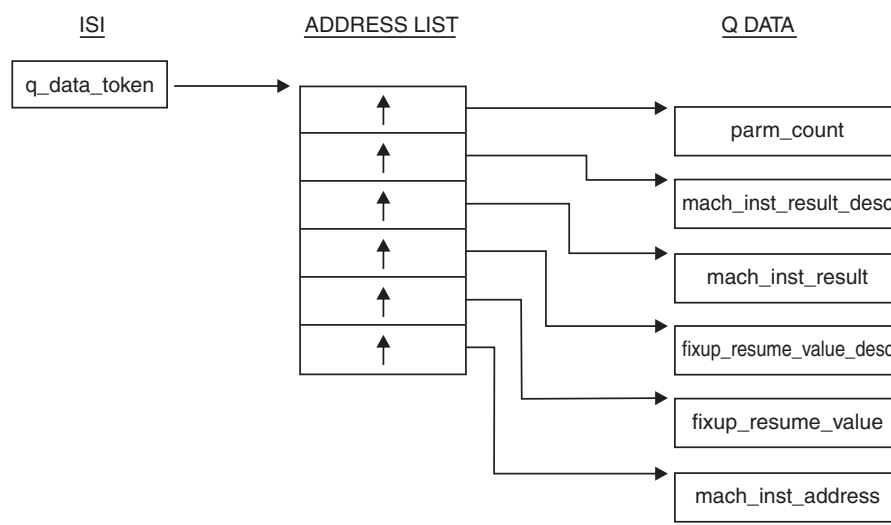 ISI
ADDRESS LIST
Q DATA
q_data_token
parm_count
mach_inst_result_desc
mach_inst_result
fixup_resume_value_desc
fixup_resume_value
mach_inst_address